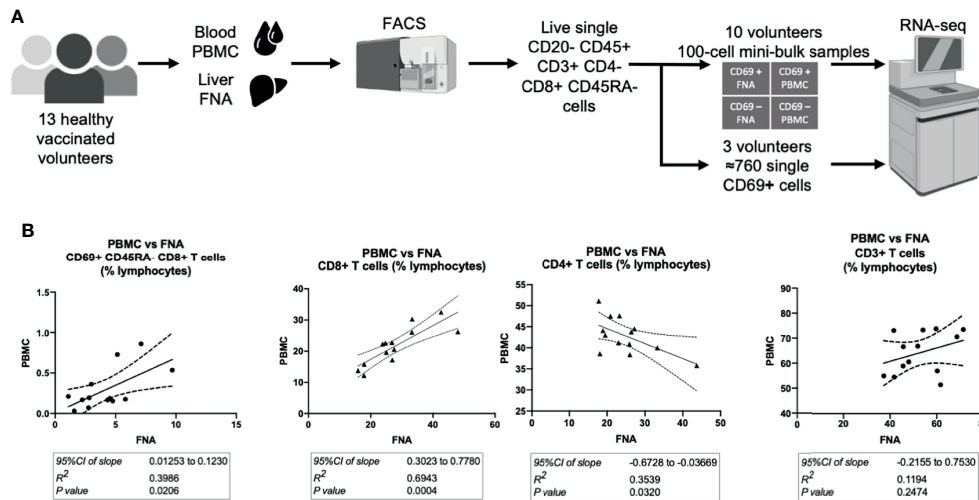 A
13 healthy
vaccinated
volunteers
Blood
PBMC
Liver
FNA
FACS
Live single
CD20- CD45+
CD3+ CD4-
CD8+ CD45RA-
cells
10 volunteers
100-cell mini-bulk samples
CD69 + FNA
CD69 + PBMC
CD69 – FNA
CD69 – PBMC
3 volunteers
≈760 single
CD69+ cells
RNA-seq
B
PBMC vs FNA
CD69+ CD45RA- CD8+ T cells
(% lymphocytes)
PBMC
1.5
1.0
0.5
0.0
0 5 10 15
FNA
95%CI of slope 0.01253 to 0.1230
R2 0.3986
P value 0.0206
PBMC vs FNA
CD8+ T cells (% lymphocytes)
PBMC
40
30
20
10
0
0 20 40 60
FNA
95%CI of slope 0.3023 to 0.7780
R2 0.6943
P value 0.0004
PBMC vs FNA
CD4+ T cells (% lymphocytes)
PBMC
55
50
45
40
35
30
25
0 20 40 60
FNA
95%CI of slope -0.6728 to -0.03669
R2 0.3539
P value 0.0320
PBMC vs FNA
CD3+ T cells
(% lymphocytes)
PBMC
90
80
70
60
50
40
0 20 40 60
FNA
95%CI of slope -0.2155 to 0.7530
R2 0.1194
P value 0.2474